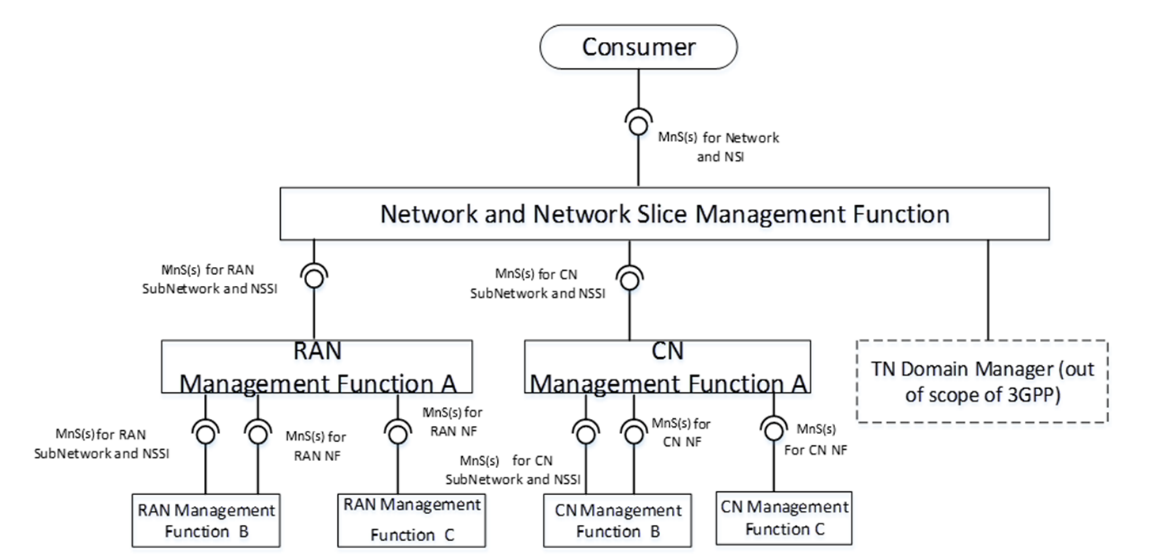 Consumer
MnS(s) for Network
and NSI
Network and Network Slice Management Function
MnS(s) for RAN
SubNetwork and NSSI
MnS(s) for CN
SubNetwork and NSSI
RAN
Management Function A
CN
Management Function A
TN Domain Manager (out
of scope of 3GPP)
MnS(s)for RAN
SubNetwork and NSSI
MnS(s) for
RAN NF
MnS(s) for
RAN NF
MnS(s) for CN
SubNetwork and NSSI
MnS(s) for
CN NF
MnS(s)
For CN NF
RAN Management
Function B
RAN Management
Function C
CN Management
Function B
CN Management
Function C